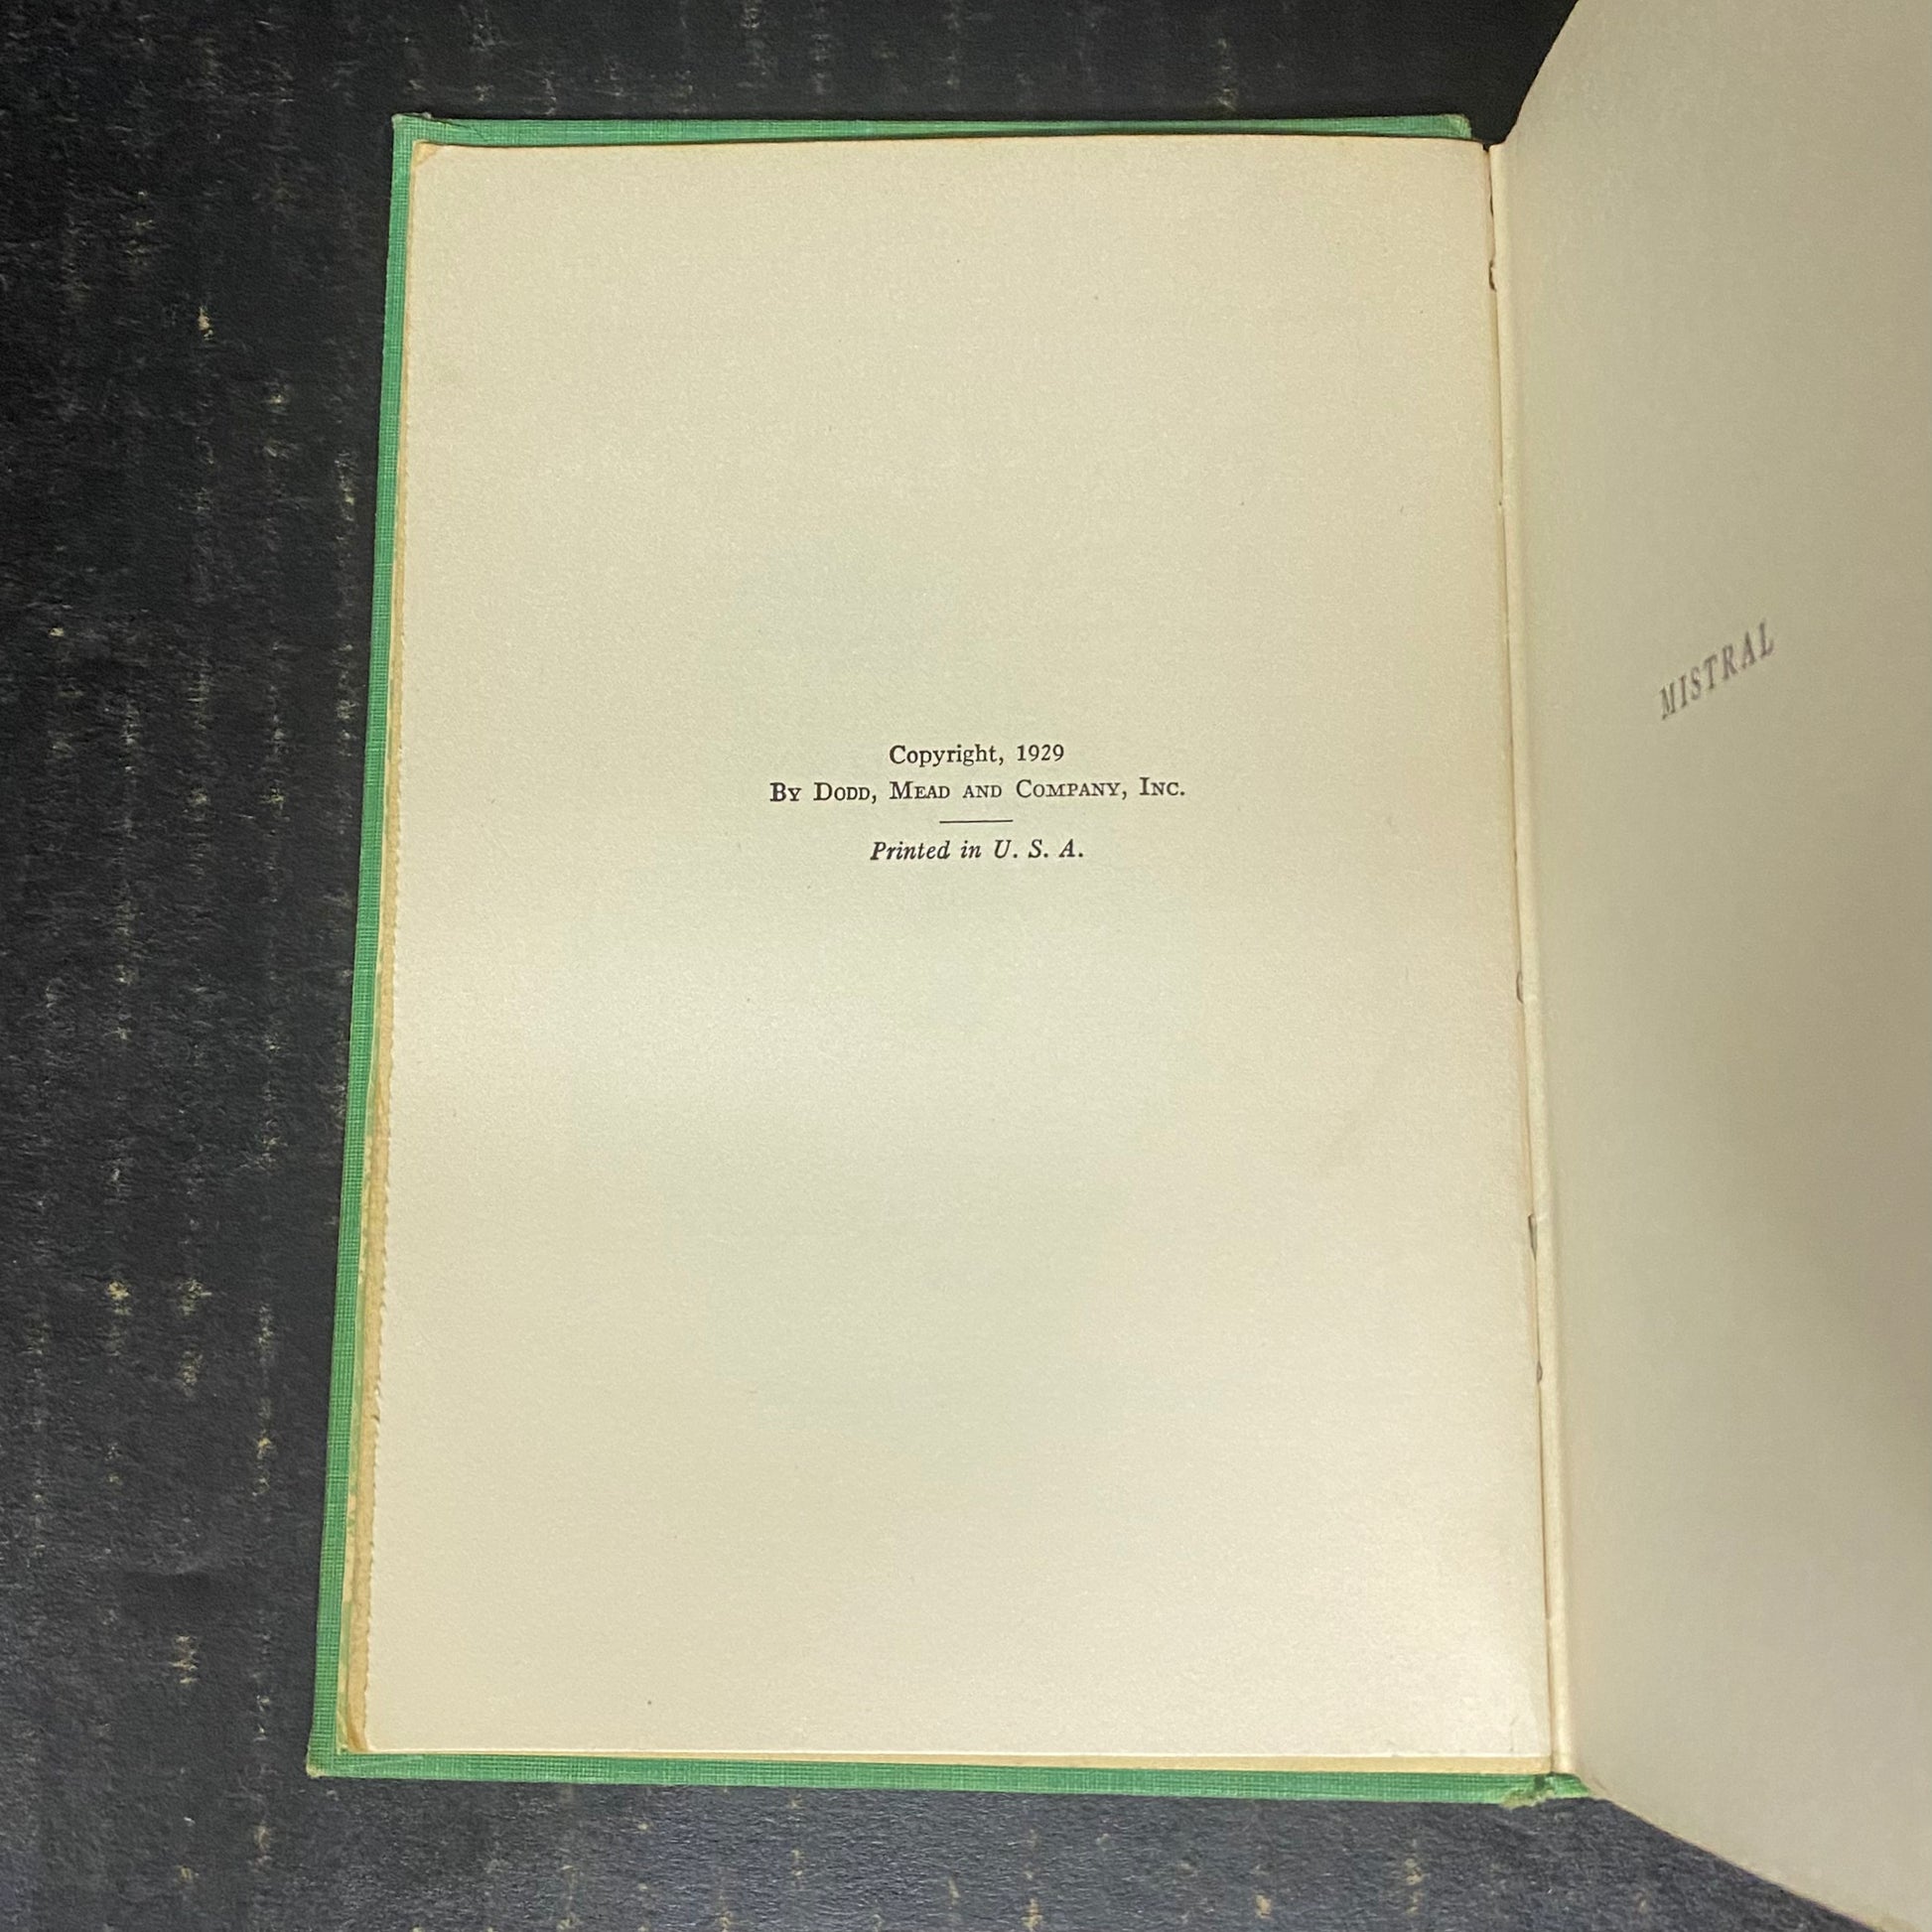 Copyright, 1929
By Dodd, Mead and Company, Inc.
Printed in U. S. A.
MISTRAL